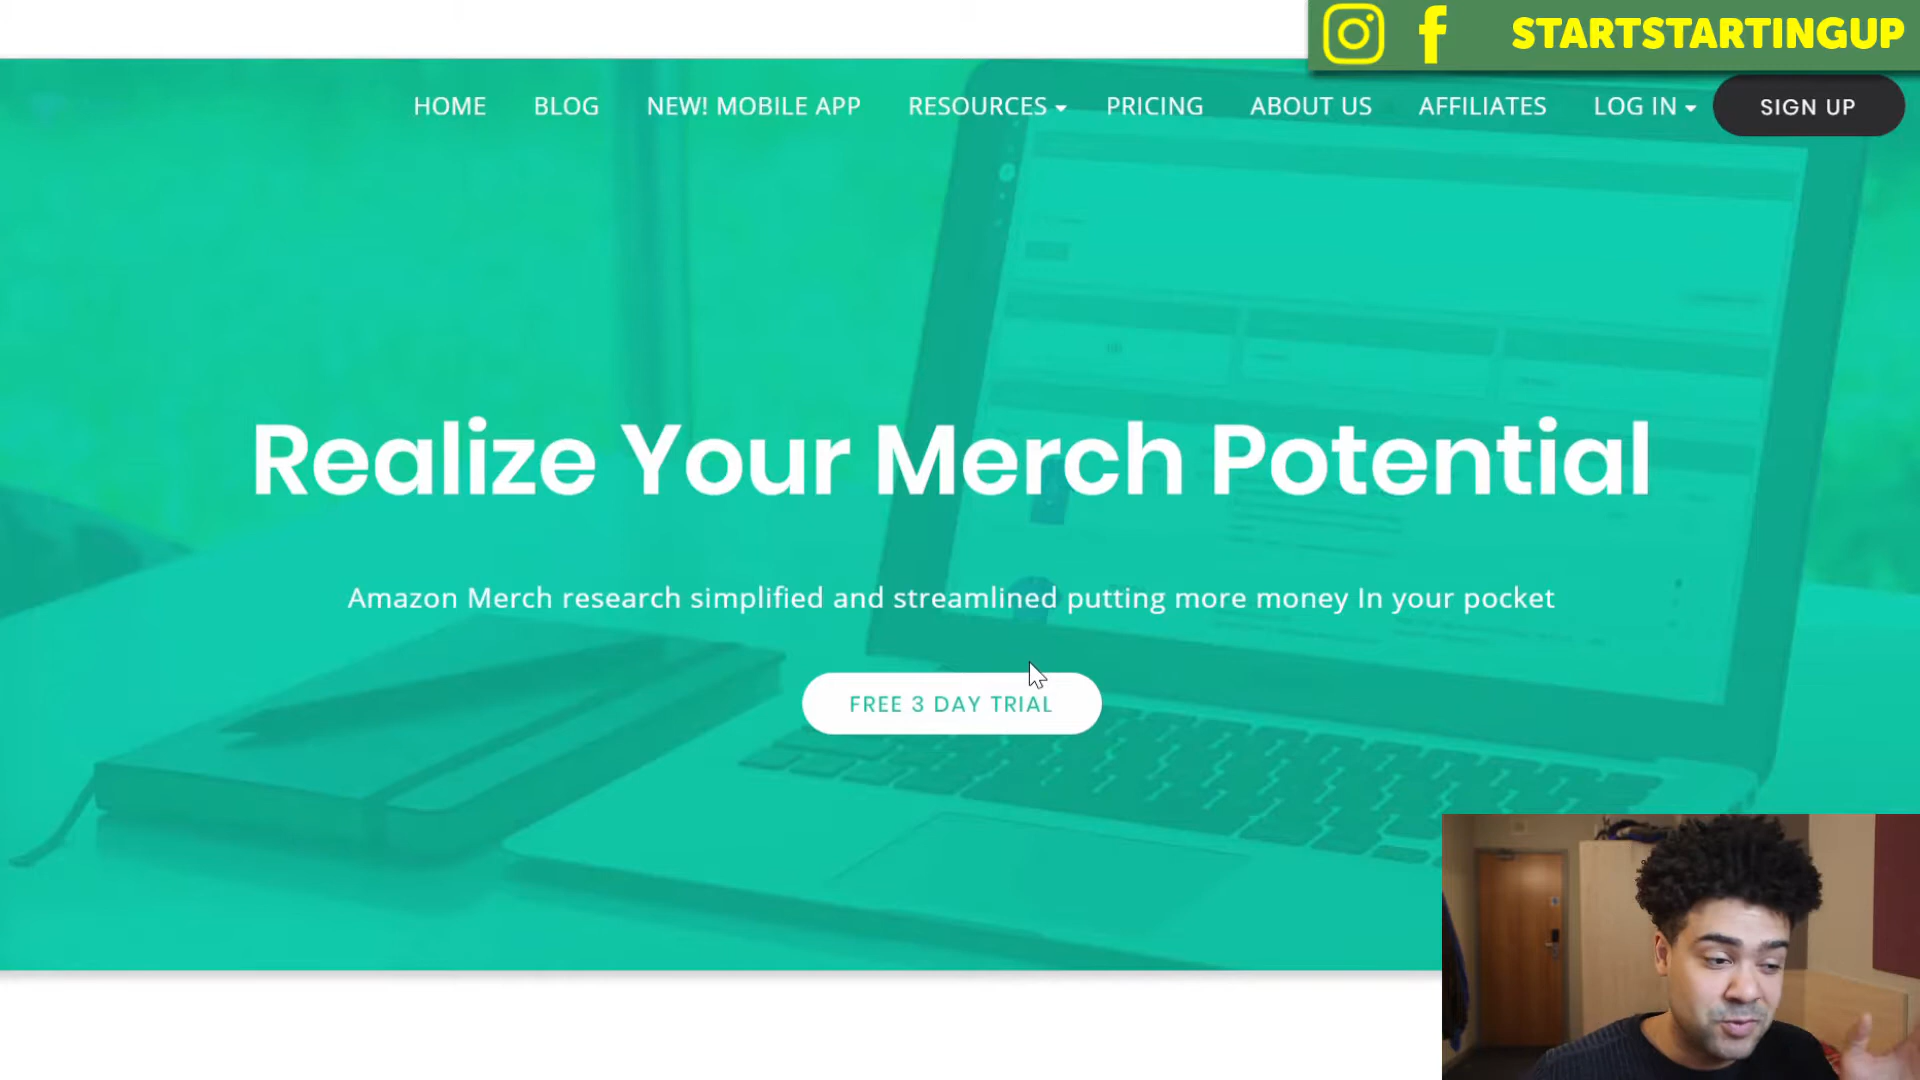 STARTSTARTINGUP
HOME BLOG NEW! MOBILE APP RESOURCES PRICING ABOUT US AFFILIATES LOG IN SIGN UP
Realize Your Merch Potential
Amazon Merch research simplified and streamlined putting more money In your pocket
FREE 3 DAY TRIAL